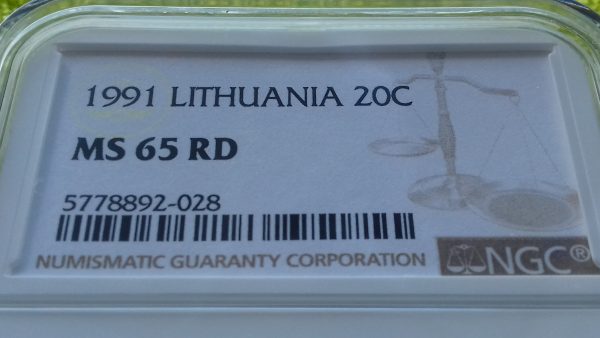 1991 LITHUANIA 20C
MS 65 RD
5778892-028
NUMISMATIC GUARANTY CORPORATION
NGC®